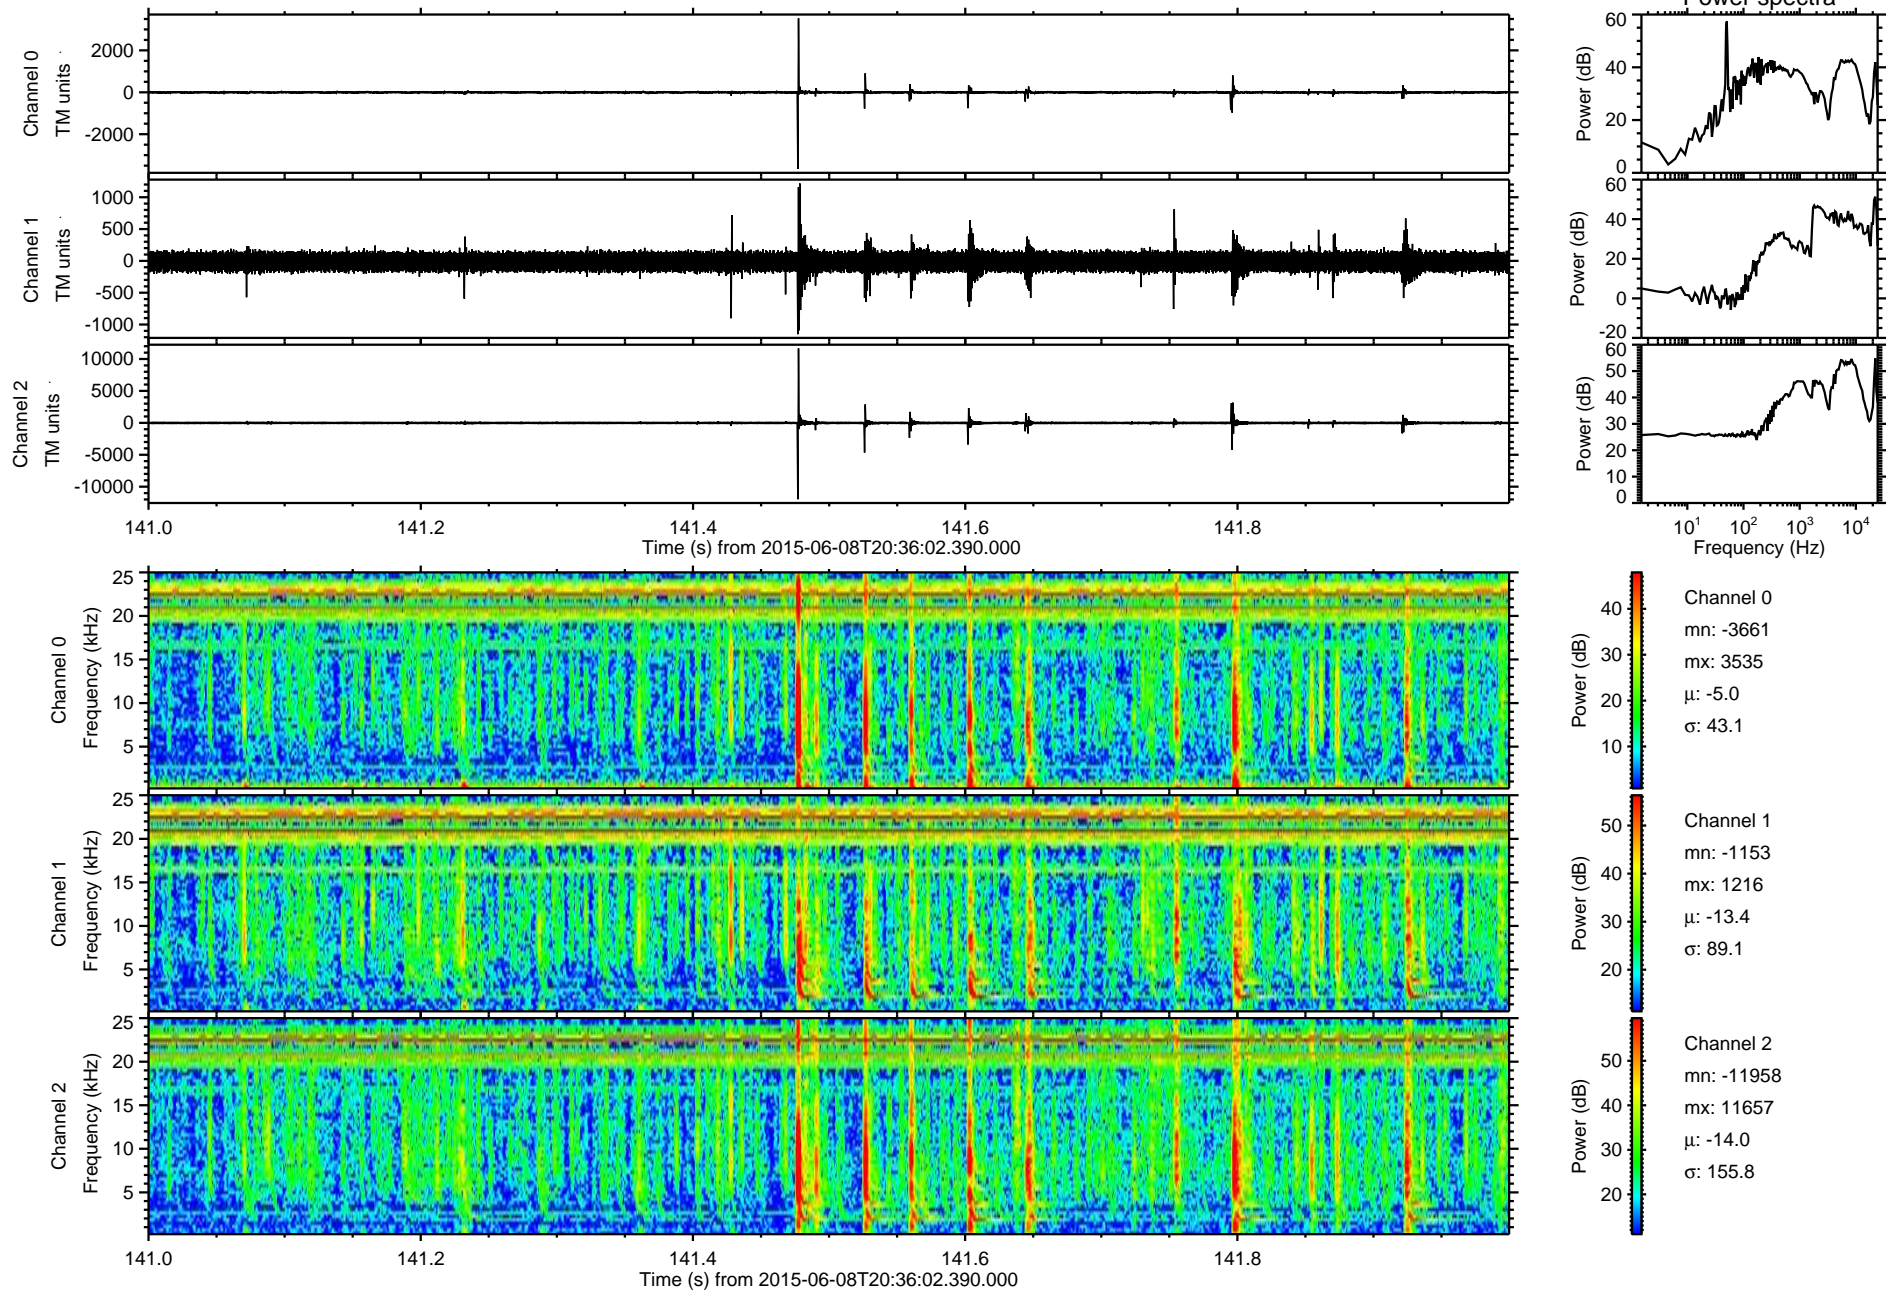 Power spectra
Channel 0
TM units
2000
0
-2000
Power (dB)
60
40
20
0
Channel 1
TM units
1000
500
0
-500
-1000
Power (dB)
60
40
20
0
-20
Channel 2
TM units
10000
5000
0
-5000
-10000
Power (dB)
60
50
40
30
20
10
0
141.0 141.2 141.4 141.6 141.8
Time (s) from 2015-06-08T20:36:02.390.000
10^1 10^2 10^3 10^4
Frequency (Hz)
Channel 0
Frequency (kHz)
25
20
15
10
5
Power (dB)
40
30
20
10
Channel 0
mn: -3661
mx: 3535
μ: -5.0
σ: 43.1
Channel 1
Frequency (kHz)
25
20
15
10
5
Power (dB)
50
40
30
20
Channel 1
mn: -1153
mx: 1216
μ: -13.4
σ: 89.1
Channel 2
Frequency (kHz)
25
20
15
10
5
Power (dB)
50
40
30
20
Channel 2
mn: -11958
mx: 11657
μ: -14.0
σ: 155.8
141.0 141.2 141.4 141.6 141.8
Time (s) from 2015-06-08T20:36:02.390.000